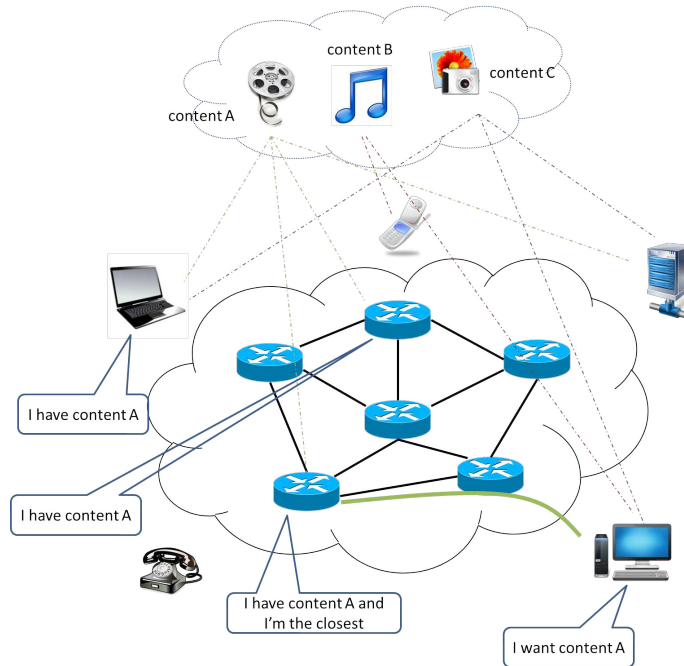 content B
content C
content A
I have content A
I have content A
I have content A and
I'm the closest
I want content A